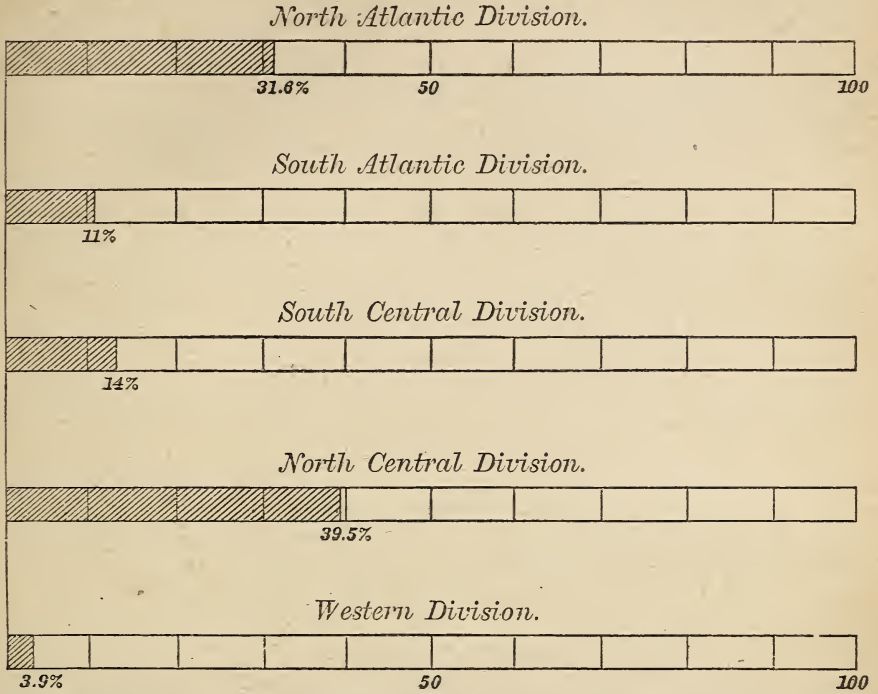 North Atlantic Division.
31.6% 50 100
South Atlantic Division.
11%
South Central Division.
14%
North Central Division.
39.5%
Western Division.
3.9% 50 100